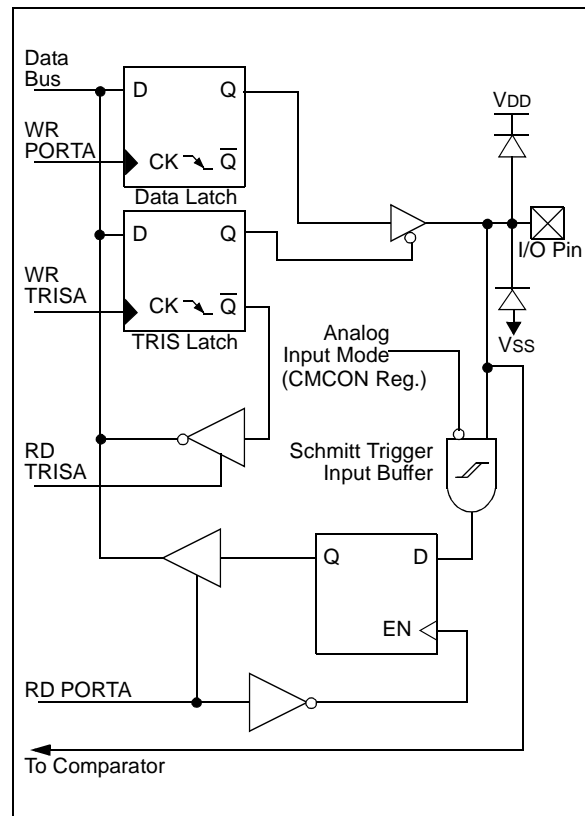 Data
Bus
D Q
WR
PORTA
CK Q
Data Latch
VDD
I/O Pin
D Q
WR
TRISA
CK Q
TRIS Latch
VSS
Analog
Input Mode
(CMCON Reg.)
RD
TRISA
Schmitt Trigger
Input Buffer
Q D
EN
RD PORTA
To Comparator